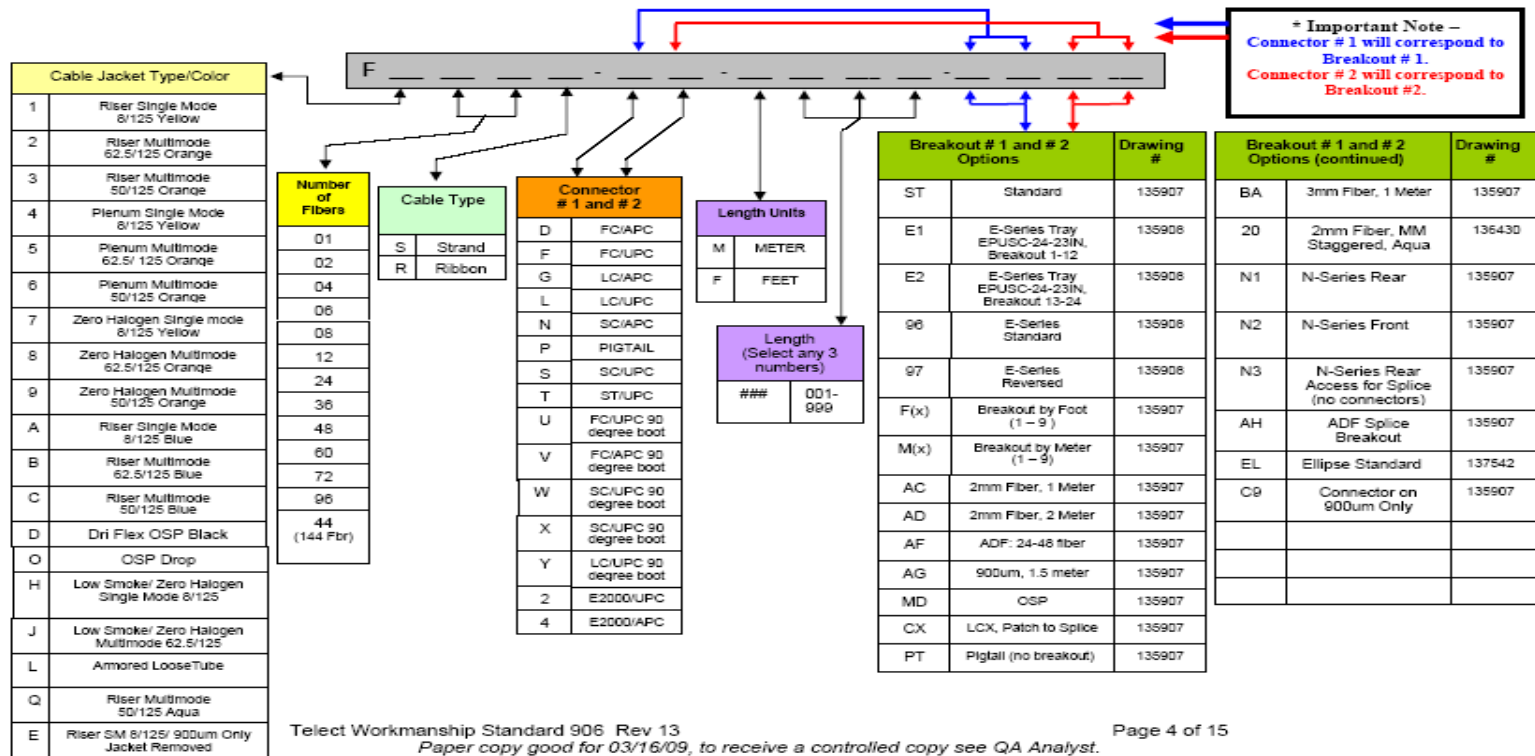 * Important Note –
Connector # 1 will correspond to
Breakout # 1.
Connector # 2 will correspond to
Breakout #2.
F __ __ __ __ - __ __ - __ __ __ __ - __ __ __ __
Cable Jacket Type/Color
1 Riser Single Mode
8/125 Yellow
2 Riser Multimode
62.5/125 Orange
3 Riser Multimode
50/125 Orange
4 Plenum Single Mode
8/125 Yellow
5 Plenum Multimode
62.5/ 125 Orange
6 Plenum Multimode
50/125 Orange
7 Zero Halogen Single mode
8/125 Yellow
8 Zero Halogen Multimode
62.5/125 Orange
9 Zero Halogen Multimode
50/125 Orange
A Riser Single Mode
8/125 Blue
B Riser Multimode
62.5/125 Blue
C Riser Multimode
50/125 Blue
D Dri Flex OSP Black
O OSP Drop
H Low Smoke/ Zero Halogen
Single Mode 8/125
J Low Smoke/ Zero Halogen
Multimode 62.5/125
L Armored LooseTube
Q Riser Multimode
50/125 Aqua
E Riser SM 8/125/ 900um Only
Jacket Removed
Number
of
Fibers
01
02
04
06
08
12
24
36
48
60
72
96
44
(144 Fbr)
Cable Type
S Strand
R Ribbon
Connector
# 1 and # 2
D FC/APC
F FC/UPC
G LC/APC
L LC/UPC
N SC/APC
P PIGTAIL
S SC/UPC
T ST/UPC
U FC/UPC 90
degree boot
V FC/APC 90
degree boot
W SC/UPC 90
degree boot
X SC/UPC 90
degree boot
Y LC/UPC 90
degree boot
2 E2000/UPC
4 E2000/APC
Length Units
M METER
F FEET
Length
(Select any 3
numbers)
### 001-
999
Breakout # 1 and # 2
Options
Drawing
#
ST Standard 135907
E1 E-Series Tray
EPUSC-24-23IN,
Breakout 1-12
135908
E2 E-Series Tray
EPUSC-24-23IN,
Breakout 13-24
135908
96 E-Series
Standard
135908
97 E-Series
Reversed
135908
F(x) Breakout by Foot
(1 – 9 )
135907
M(x) Breakout by Meter
(1 – 9)
135907
AC 2mm Fiber, 1 Meter 135907
AD 2mm Fiber, 2 Meter 135907
AF ADF: 24-48 fiber 135907
AG 900um, 1.5 meter 135907
MD OSP 135907
CX LCX, Patch to Splice 135907
PT Pigtail (no breakout) 135907
Breakout # 1 and # 2
Options (continued)
Drawing
#
BA 3mm Fiber, 1 Meter 135907
20 2mm Fiber, MM
Staggered, Aqua
136430
N1 N-Series Rear 135907
N2 N-Series Front 135907
N3 N-Series Rear
Access for Splice
(no connectors)
135907
AH ADF Splice
Breakout
135907
EL Ellipse Standard 137542
C9 Connector on
900um Only
135907
Telect Workmanship Standard 906 Rev 13
Page 4 of 15
Paper copy good for 03/16/09, to receive a controlled copy see QA Analyst.